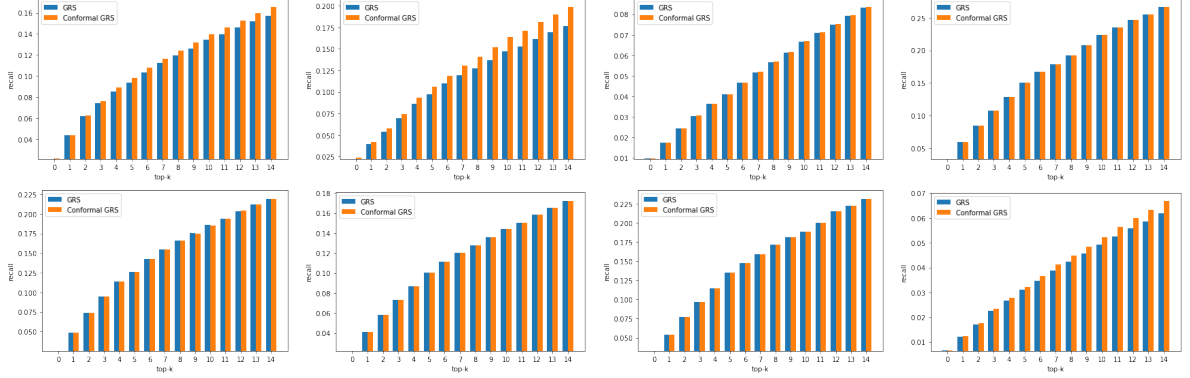 GRS
Conformal GRS
recall
0.16
0.14
0.12
0.10
0.08
0.06
0.04
0 1 2 3 4 5 6 7 8 9 10 11 12 13 14
top-k
GRS
Conformal GRS
recall
0.200
0.175
0.150
0.125
0.100
0.075
0.050
0.025
0 1 2 3 4 5 6 7 8 9 10 11 12 13 14
top-k
GRS
Conformal GRS
recall
0.08
0.07
0.06
0.05
0.04
0.03
0.02
0.01
0 1 2 3 4 5 6 7 8 9 10 11 12 13 14
top-k
GRS
Conformal GRS
recall
0.25
0.20
0.15
0.10
0.05
0 1 2 3 4 5 6 7 8 9 10 11 12 13 14
top-k
GRS
Conformal GRS
recall
0.225
0.200
0.175
0.150
0.125
0.100
0.075
0.050
0 1 2 3 4 5 6 7 8 9 10 11 12 13 14
top-k
GRS
Conformal GRS
recall
0.18
0.16
0.14
0.12
0.10
0.08
0.06
0.04
0 1 2 3 4 5 6 7 8 9 10 11 12 13 14
top-k
GRS
Conformal GRS
recall
0.225
0.200
0.175
0.150
0.125
0.100
0.075
0.050
0 1 2 3 4 5 6 7 8 9 10 11 12 13 14
top-k
GRS
Conformal GRS
recall
0.07
0.06
0.05
0.04
0.03
0.02
0.01
0 1 2 3 4 5 6 7 8 9 10 11 12 13 14
top-k